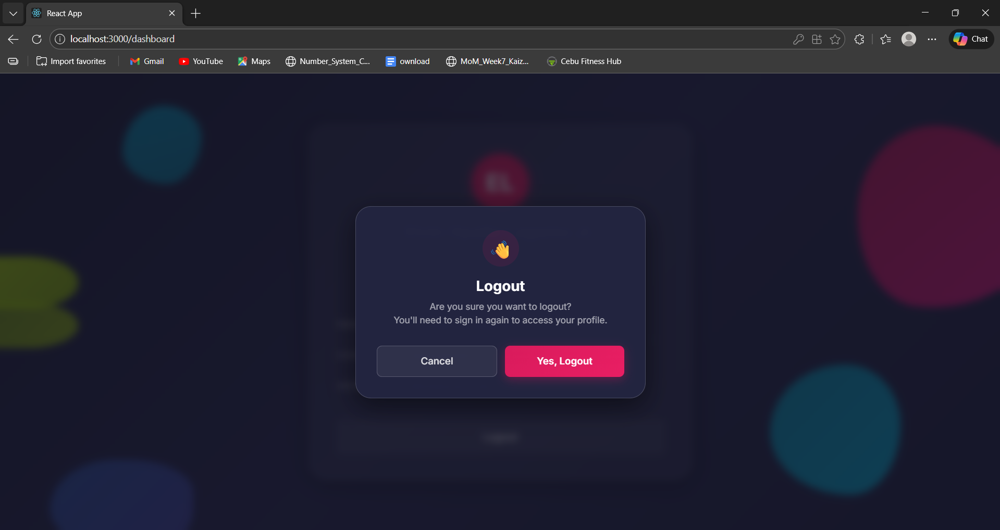 React App
localhost:3000/dashboard
Chat
Import favorites
Gmail
YouTube
Maps
Number_System_C...
ownload
MoM_Week7_Kaiz...
Cebu Fitness Hub
EL
Logout
Are you sure you want to logout?
You'll need to sign in again to access your profile.
Cancel
Yes, Logout
Logout